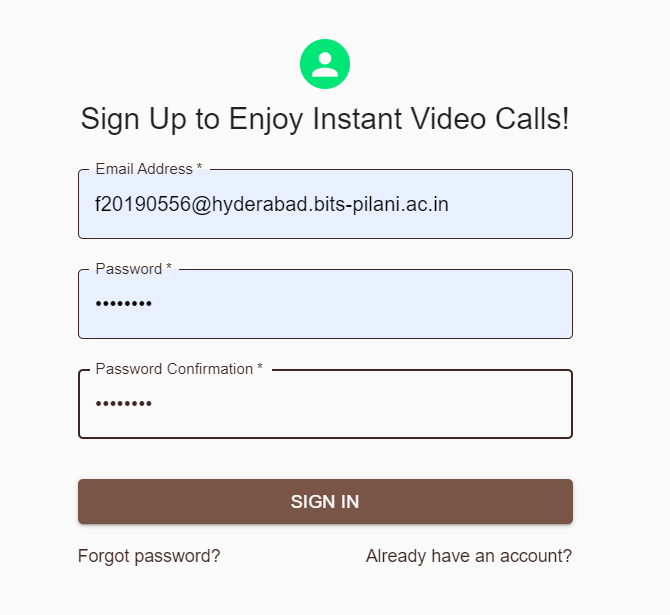 Sign Up to Enjoy Instant Video Calls!
Email Address *
f20190556@hyderabad.bits-pilani.ac.in
Password *
••••••••
Password Confirmation *
••••••••
SIGN IN
Forgot password? Already have an account?